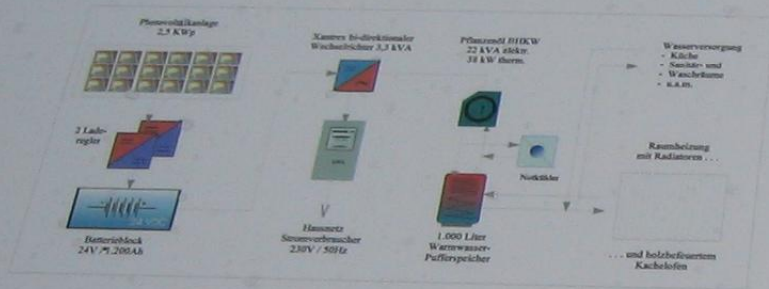 Photovoltaikanlage
2,5 KWp
2 Lade-
regler
24 VDC
Batterieblock
24V /*1.200Ah
Xantrex bi-direktionaler
Wechselrichter 3,3 kVA
Hausnetz
Stromverbraucher
230V / 50Hz
Pflanzenöl BHKW
22 kVA elektr.
38 kW therm.
Notkühler
1.000 Liter
Warmwasser-
Pufferspeicher
Wasserversorgung
- Küche
- Sanitär- und
- Waschräume
- u.a.m.
Raumheizung
mit Radiatoren . . .
. . . und holzbefeuertem
Kachelofen